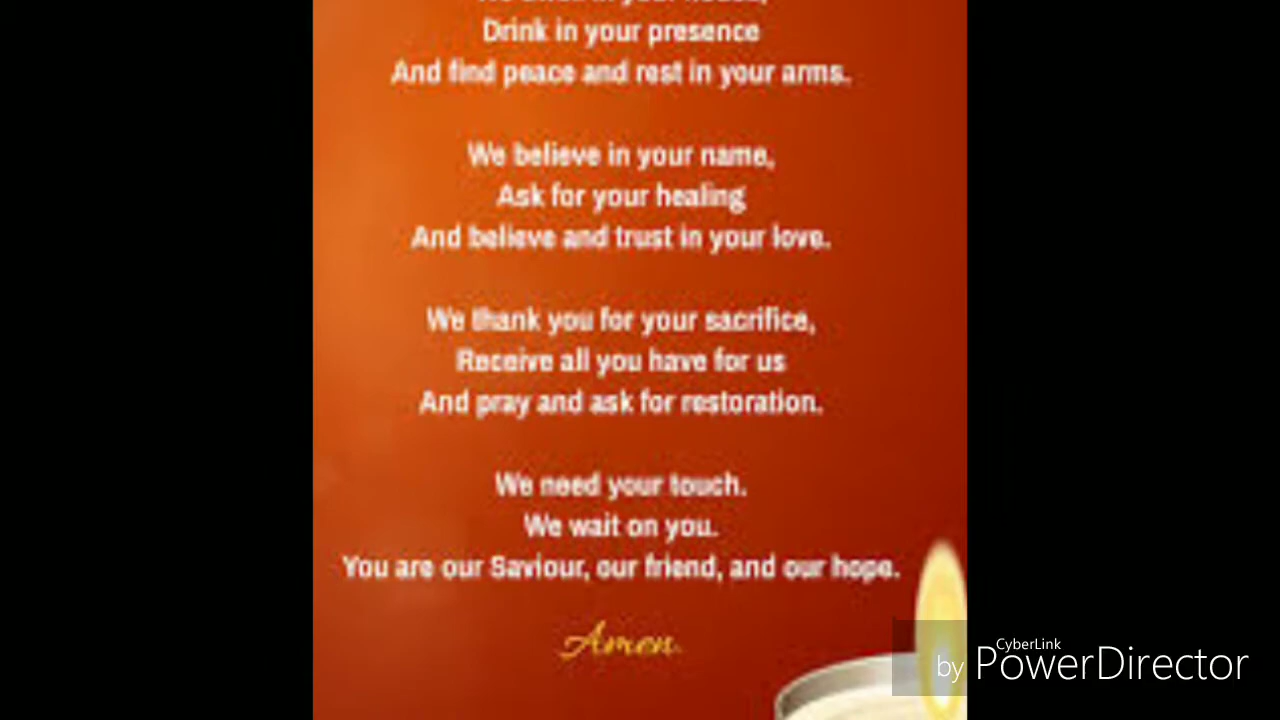 Drink in your presence
And find peace and rest in your arms.
We believe in your name,
Ask for your healing
And believe and trust in your love.
We thank you for your sacrifice,
Receive all you have for us
And pray and ask for restoration.
We need your touch.
We wait on you.
You are our Saviour, our friend, and our hope.
Amen.
CyberLink
by PowerDirector